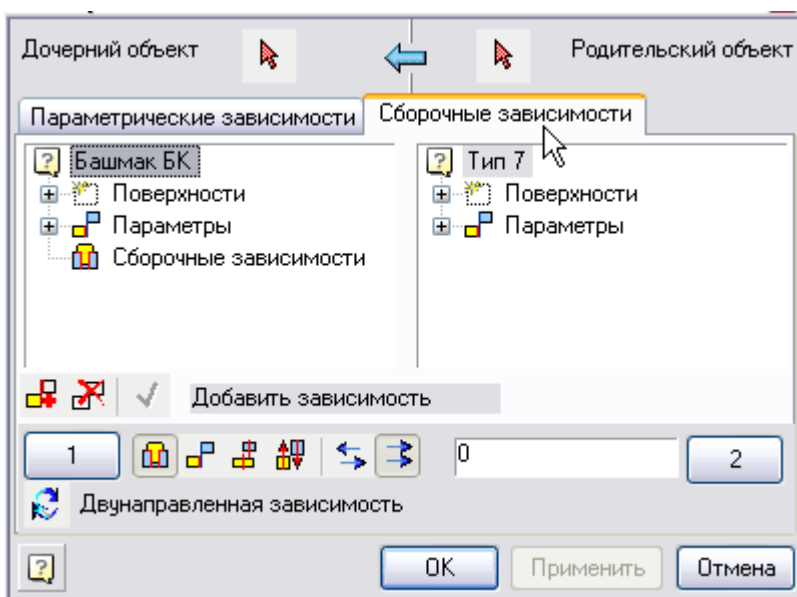 Дочерний объект Родительский объект
Параметрические зависимости Сборочные зависимости
Башмак БК Тип 7
Поверхности Поверхности
Параметры Параметры
Сборочные зависимости
Добавить зависимость
1 0 2
Двунаправленная зависимость
OK Применить Отмена